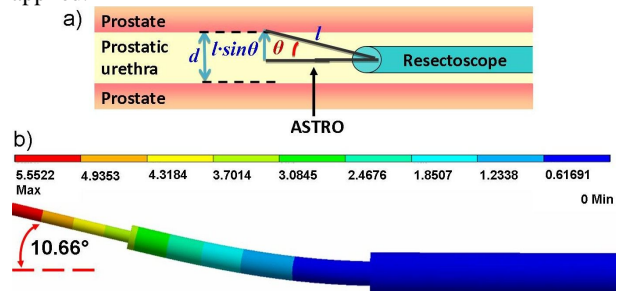 a)
Prostate
Prostatic
urethra
d
l·sinθ
θ
l
Resectoscope
Prostate
ASTRO
b)
5.5522
Max
4.9353
4.3184
3.7014
3.0845
2.4676
1.8507
1.2338
0.61691
0 Min
10.66°